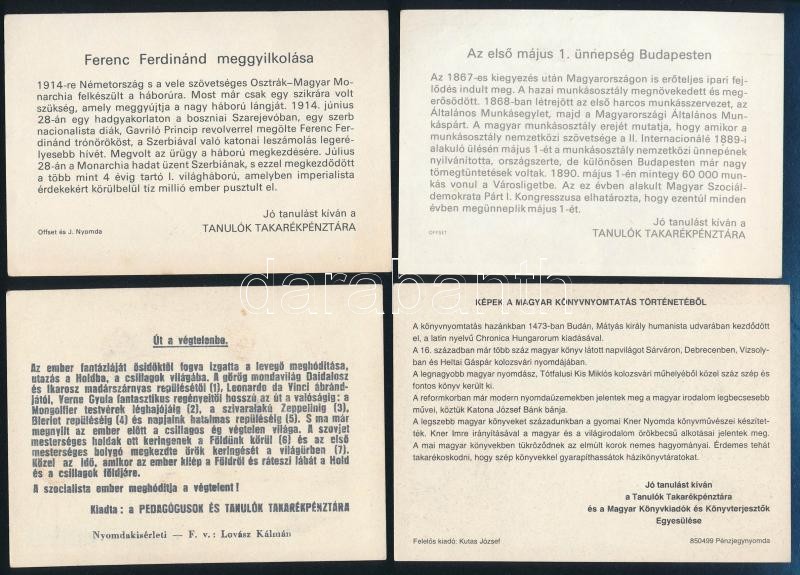 Ferenc Ferdinánd meggyilkolása
1914-re Németország s a vele szövetséges Osztrák–Magyar Mo-
narchia felkészült a háborúra. Most már csak egy szikrára volt
szükség, amely meggyújtja a nagy háború lángját. 1914. június
28-án egy hadgyakorlaton a boszniai Szarejevóban, egy szerb
nacionalista diák, Gavriló Princip revolverrel megölte Ferenc Fer-
dinánd trónörököst, a Szerbiával való katonai leszámolás legeré-
lyesebb hívét. Megvolt az ürügy a háború megkezdésére. Július
28-án a Monarchia hadat üzent Szerbiának, s ezzel megkezdődött
a több mint 4 évig tartó I. világháború, amelyben imperialista
érdekekért körülbelül tíz millió ember pusztult el.
Jó tanulást kíván a
TANULÓK TAKARÉKPÉNZTÁRA
Offset és J. Nyomda
Az első május 1. ünnepség Budapesten
Az 1867-es kiegyezés után Magyarországon is erőteljes ipari fej-
lődés indult meg. A hazai munkásosztály megnövekedett és meg-
erősödött. 1868-ban létrejött az első harcos munkásszervezet, az
Általános Munkásegylet, majd a Magyarországi Általános Mun-
káspárt. A magyar munkásosztály erejét mutatja, hogy amikor a
munkásosztály nemzetközi szövetsége a II. Internacionálé 1889-i
alakuló ülésén május 1-ét a munkásosztály nemzetközi ünnepének
nyilvánította, országszerte, de különösen Budapesten már nagy
tömegtüntetések voltak. 1890. május 1-én mintegy 60 000 mun-
kás vonul a Városligetbe. Az ez évben alakult Magyar Szociál-
demokrata Párt I. Kongresszusa elhatározta, hogy ezentúl minden
évben megünneplik május 1-ét.
Jó tanulást kíván a
TANULÓK TAKARÉKPÉNZTÁRA
OFFSET
darabanth
Út a végtelenbe.
Az ember fantáziáját ősidőktől fogva izgatta a levegő meghódítása,
utazás a Holdba, a csillagok világába. A görög mondavilág Daidalosz
és Ikarosz madárszárnyas repülésétől (1), Leonardo da Vinci ábránd-
jától, Verne Gyula fantasztikus regényeitől hosszú az út a valóságig: a
Mongolfier testvérek léghajójáig (2), a szivaralakú Zeppelinig (3),
Bleriot repüléséig (4) és napjaink hatalmas repüléséig (5). S ma már
megnyílt az ember előtt a csillagos ég végtelen világa. A szovjet
mesterséges holdak ott keringenek a Földünk körül (6) és az első
mesterséges bolygó megkezdte örök keringését a világűrben (7).
Közel az idő, amikor az ember kilép a Földről és ráteszi lábát a Hold
és a csillagok földjére.
A szocialista ember meghódítja a végtelent!
Kiadta: a PEDAGÓGUSOK ÉS TANULÓK TAKARÉKPÉNZTÁRA
Nyomdakísérleti — F. v.: Lovász Kálmán
KÉPEK A MAGYAR KÖNYVNYOMTATÁS TÖRTÉNETÉBŐL
A könyvnyomtatás hazánkban 1473-ban Budán, Mátyás király humanista udvarában kezdődött
el, a latin nyelvű Chronica Hungarorum kiadásával.
A 16. században már több száz magyar könyv látott napvilágot Sárváron, Debrecenben, Vizsoly-
ban és Heltai Gáspár kolozsvári nyomdájában.
A legnagyobb magyar nyomdász, Tótfalusi Kis Miklós kolozsvári műhelyéből közel száz szép és
fontos könyv került ki.
A reformkorban már modern nyomdaüzemekben jelentek meg a magyar irodalom legbecsesebb
művei, köztük Katona József Bánk bánja.
A legszebb magyar könyveket századunkban a gyomai Kner Nyomda könyvművészei készítet-
ték. Kner Imre irányításával a magyar és a világirodalom örökbecsű alkotásai jelentek meg.
A mai magyar könyvekben tükröződnek az elmúlt korok nemes hagyományai. Érdemes tehát
takarékoskodni, hogy szép könyvekkel gyarapíthassátok házikönyvtáratokat.
Jó tanulást kíván
a Tanulók Takarékpénztára
és a Magyar Könyvkiadók és Könyvterjesztők
Egyesülése
Felelős kiadó: Kutas József
850499 Pénzjegynyomda